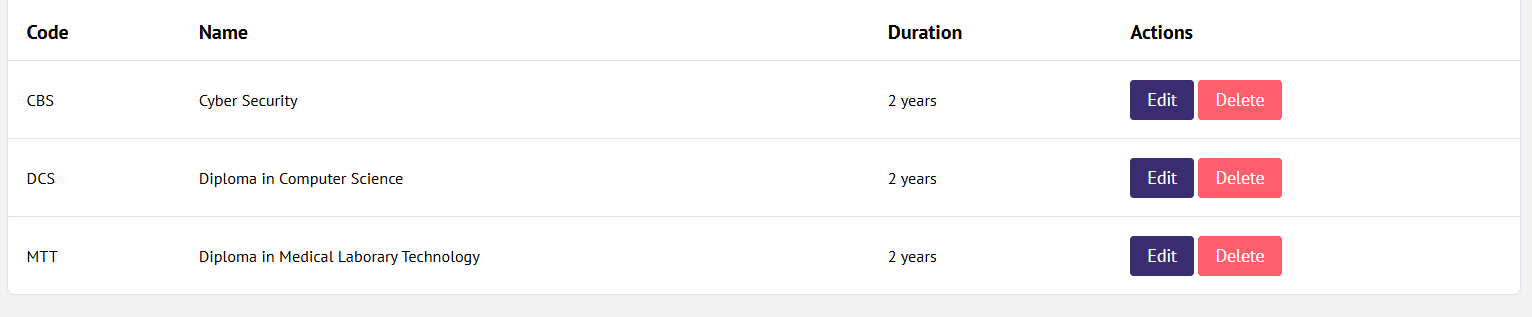 Code Name Duration Actions
CBS Cyber Security 2 years Edit Delete
DCS Diploma in Computer Science 2 years Edit Delete
MTT Diploma in Medical Laborary Technology 2 years Edit Delete